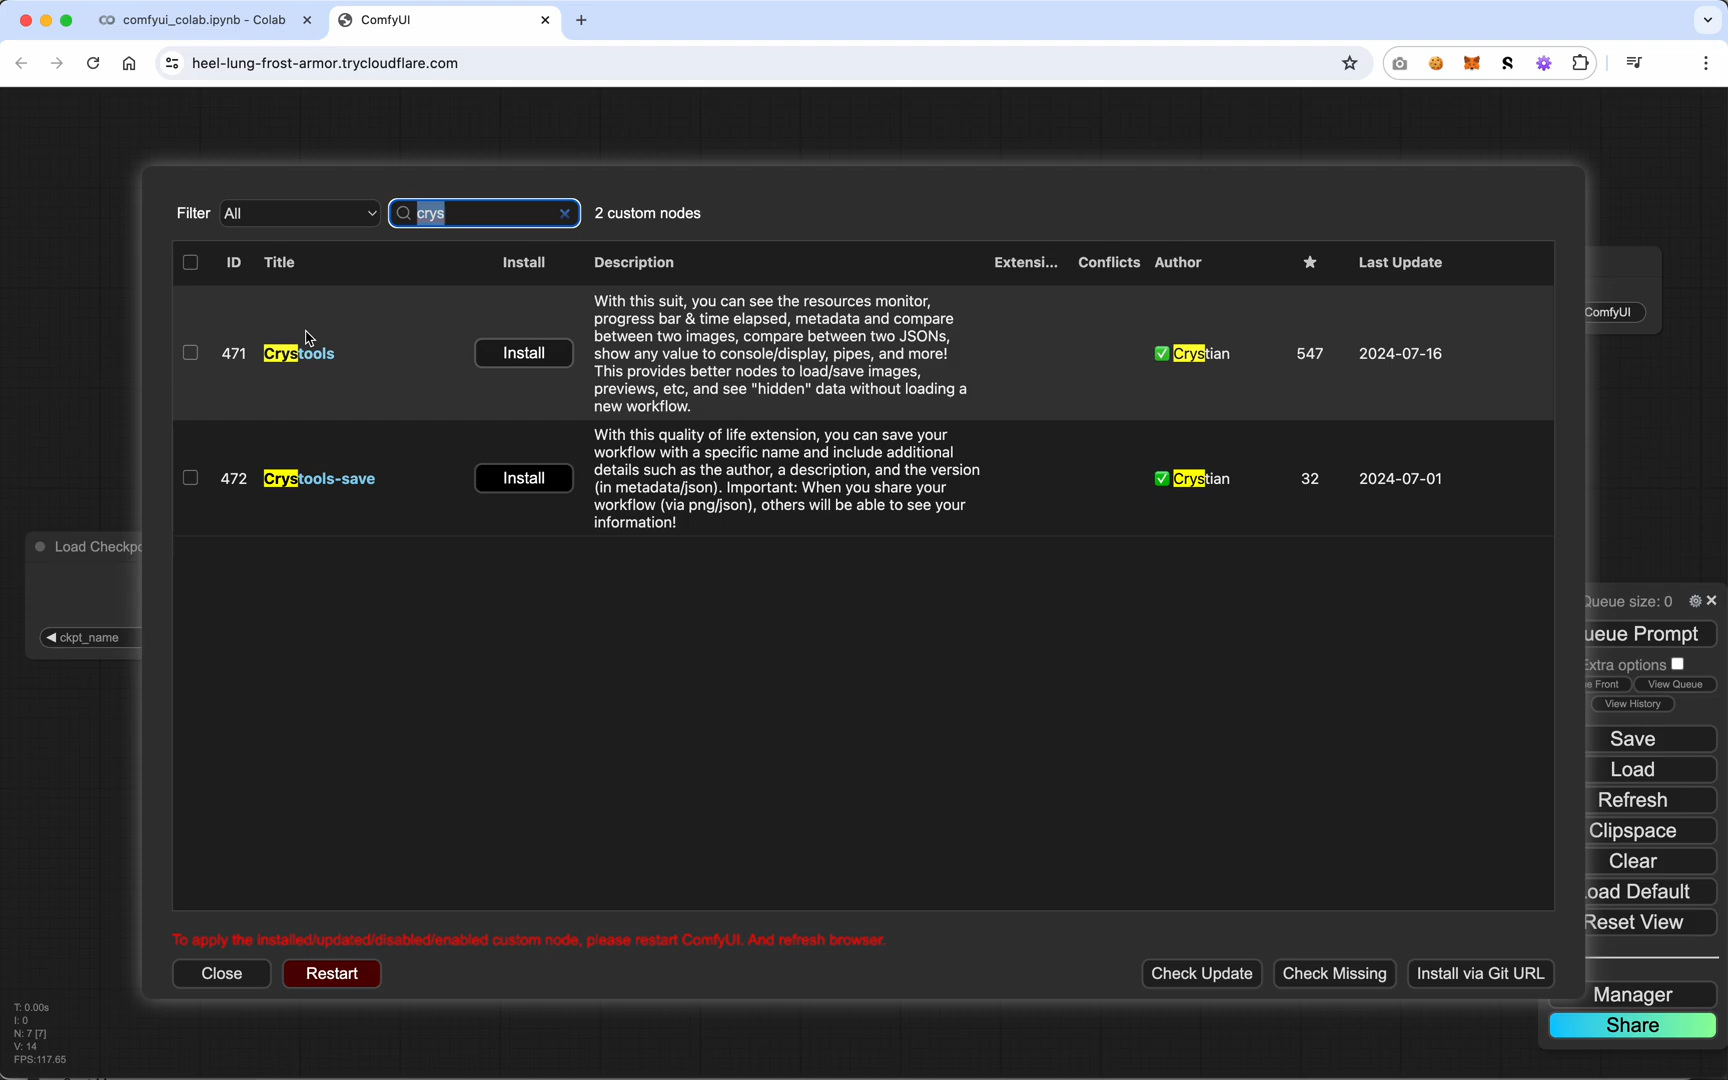 comfyui_colab.ipynb - Colab
ComfyUI
heel-lung-frost-armor.trycloudflare.com
Filter
All
crys
2 custom nodes
ID
Title
Install
Description
Extensi...
Conflicts
Author
★
Last Update
471
Crystools
Install
With this suit, you can see the resources monitor,
progress bar & time elapsed, metadata and compare
between two images, compare between two JSONs,
show any value to console/display, pipes, and more!
This provides better nodes to load/save images,
previews, etc, and see "hidden" data without loading a
new workflow.
Crystian
547
2024-07-16
472
Crystools-save
Install
With this quality of life extension, you can save your
workflow with a specific name and include additional
details such as the author, a description, and the version
(in metadata/json). Important: When you share your
workflow (via png/json), others will be able to see your
information!
Crystian
32
2024-07-01
To apply the installed/updated/disabled/enabled custom node, please restart ComfyUI. And refresh browser.
Close
Restart
Check Update
Check Missing
Install via Git URL
Load Checkpo
ckpt_name
ComfyUI
Queue size: 0
ueue Prompt
Extra options
e Front
View Queue
View History
Save
Load
Refresh
Clipspace
Clear
oad Default
Reset View
Manager
Share
T: 0.00s
I: 0
N: 7 [7]
V: 14
FPS:117.65